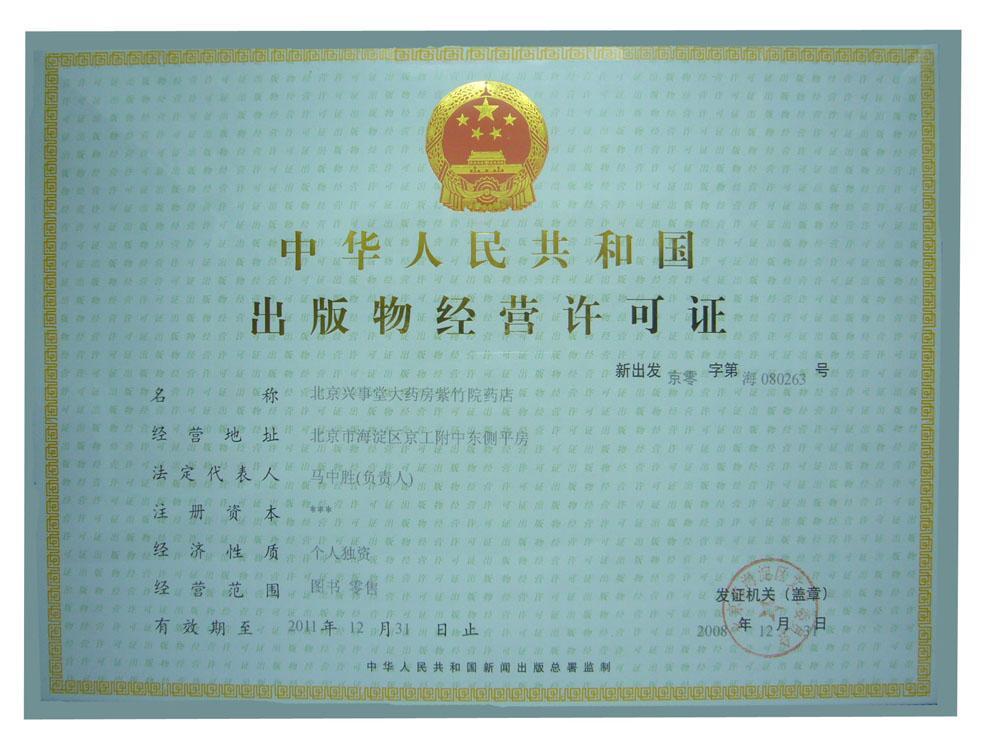 中华人民共和国
出版物经营许可证
新出发 京零 字第 海 080263 号
名称 北京兴事堂大药房紫竹院药店
经营地址 北京市海淀区京工附中东侧平房
法定代表人 马中胜(负责人)
注册资本 ***
经济性质 个人独资
经营范围 图书 零售
发证机关（盖章）
有效期至 2011年 12 月31 日止
2008 年 12 月 31 日
中华人民共和国新闻出版总署监制